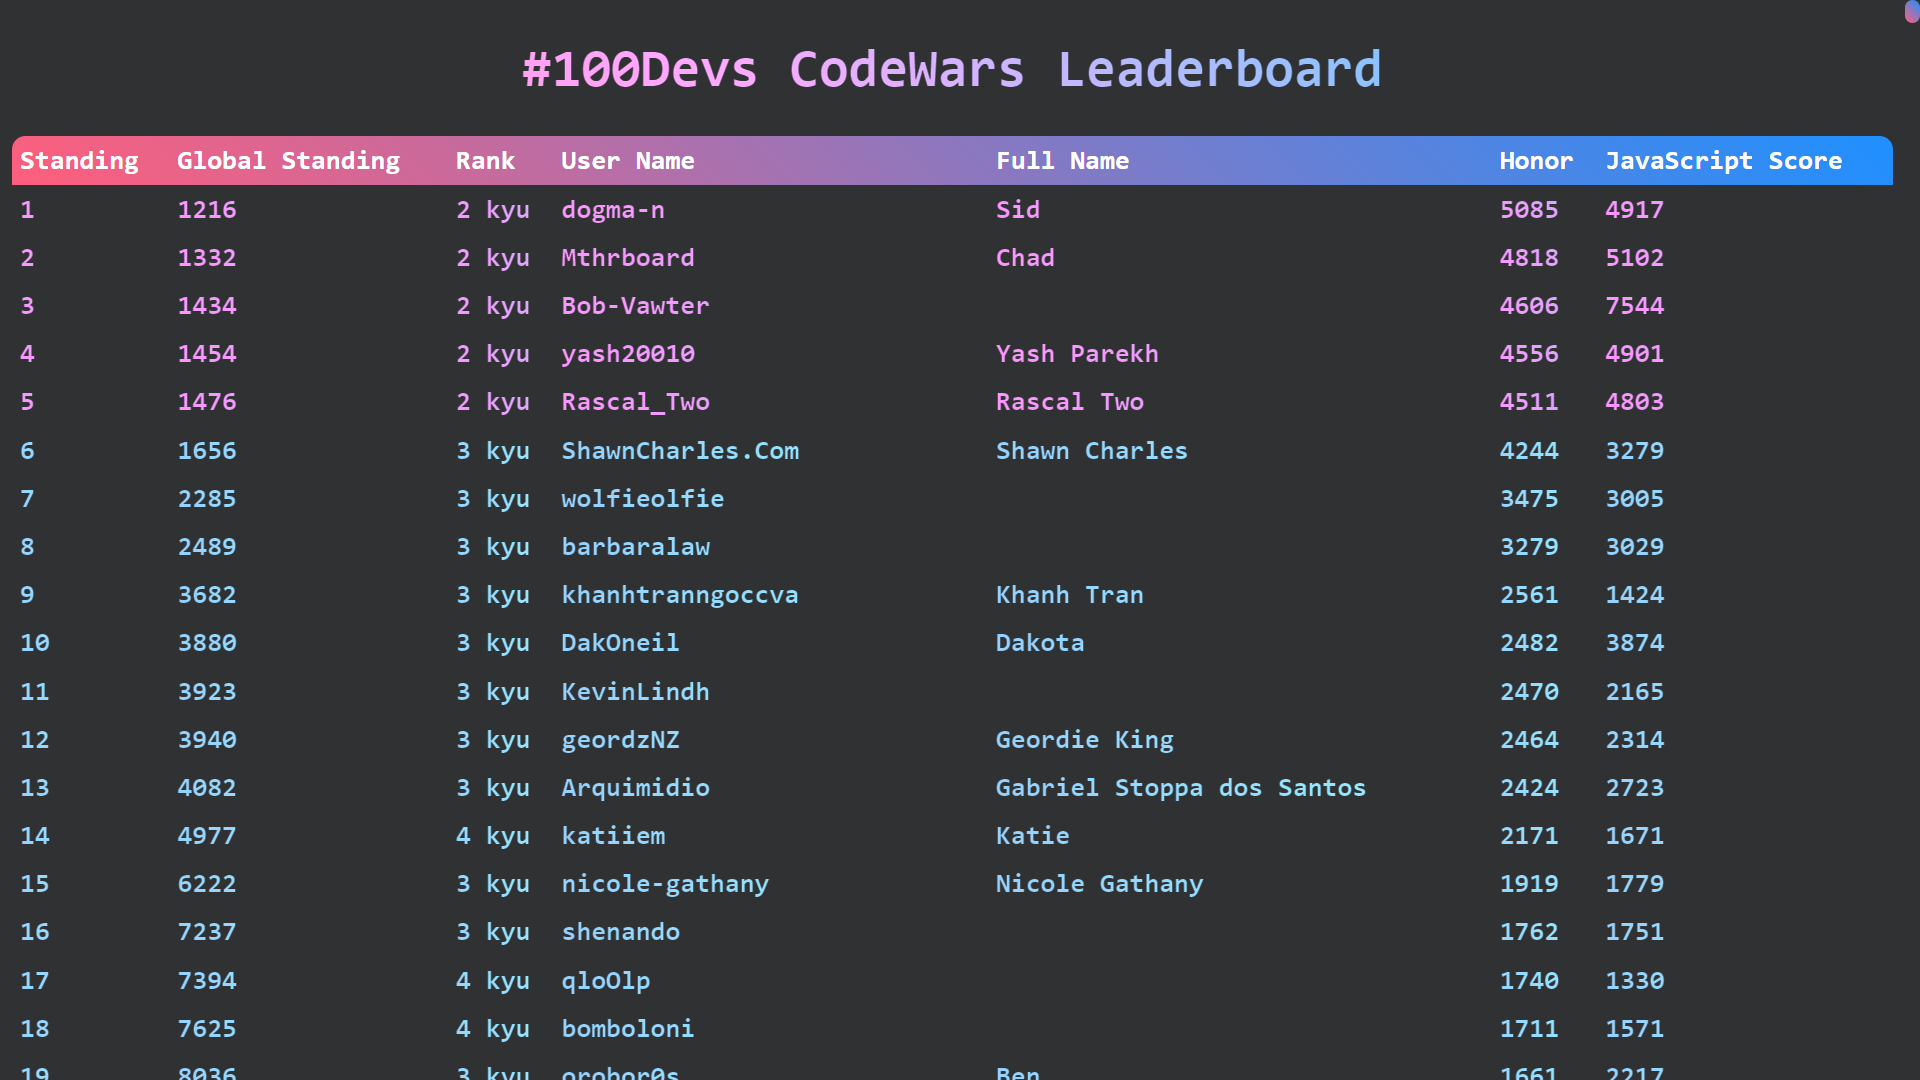 #100Devs CodeWars Leaderboard
Standing Global Standing Rank User Name Full Name Honor JavaScript Score
1 1216 2 kyu dogma-n Sid 5085 4917
2 1332 2 kyu Mthrboard Chad 4818 5102
3 1434 2 kyu Bob-Vawter 4606 7544
4 1454 2 kyu yash20010 Yash Parekh 4556 4901
5 1476 2 kyu Rascal_Two Rascal Two 4511 4803
6 1656 3 kyu ShawnCharles.Com Shawn Charles 4244 3279
7 2285 3 kyu wolfieolfie 3475 3005
8 2489 3 kyu barbaralaw 3279 3029
9 3682 3 kyu khanhtranngoccva Khanh Tran 2561 1424
10 3880 3 kyu DakOneil Dakota 2482 3874
11 3923 3 kyu KevinLindh 2470 2165
12 3940 3 kyu geordzNZ Geordie King 2464 2314
13 4082 3 kyu Arquimidio Gabriel Stoppa dos Santos 2424 2723
14 4977 4 kyu katiiem Katie 2171 1671
15 6222 3 kyu nicole-gathany Nicole Gathany 1919 1779
16 7237 3 kyu shenando 1762 1751
17 7394 4 kyu qloOlp 1740 1330
18 7625 4 kyu bomboloni 1711 1571
19 8036 3 kyu orobor0s Ben 1661 2217